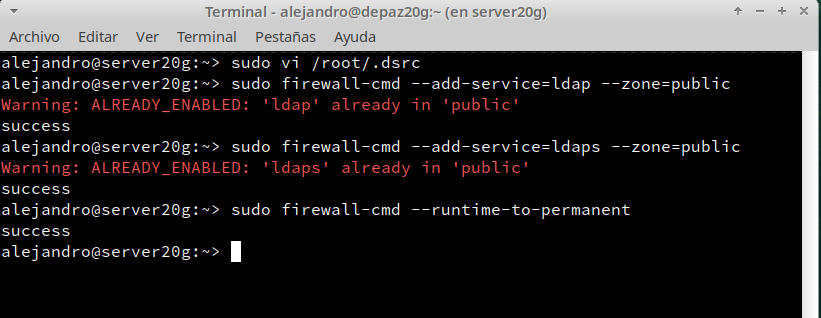 Terminal - alejandro@depaz20g:~ (en server20g)
Archivo Editar Ver Terminal Pestañas Ayuda
alejandro@server20g:~> sudo vi /root/.dsrc
alejandro@server20g:~> sudo firewall-cmd --add-service=ldap --zone=public
Warning: ALREADY_ENABLED: 'ldap' already in 'public'
success
alejandro@server20g:~> sudo firewall-cmd --add-service=ldaps --zone=public
Warning: ALREADY_ENABLED: 'ldaps' already in 'public'
success
alejandro@server20g:~> sudo firewall-cmd --runtime-to-permanent
success
alejandro@server20g:~>